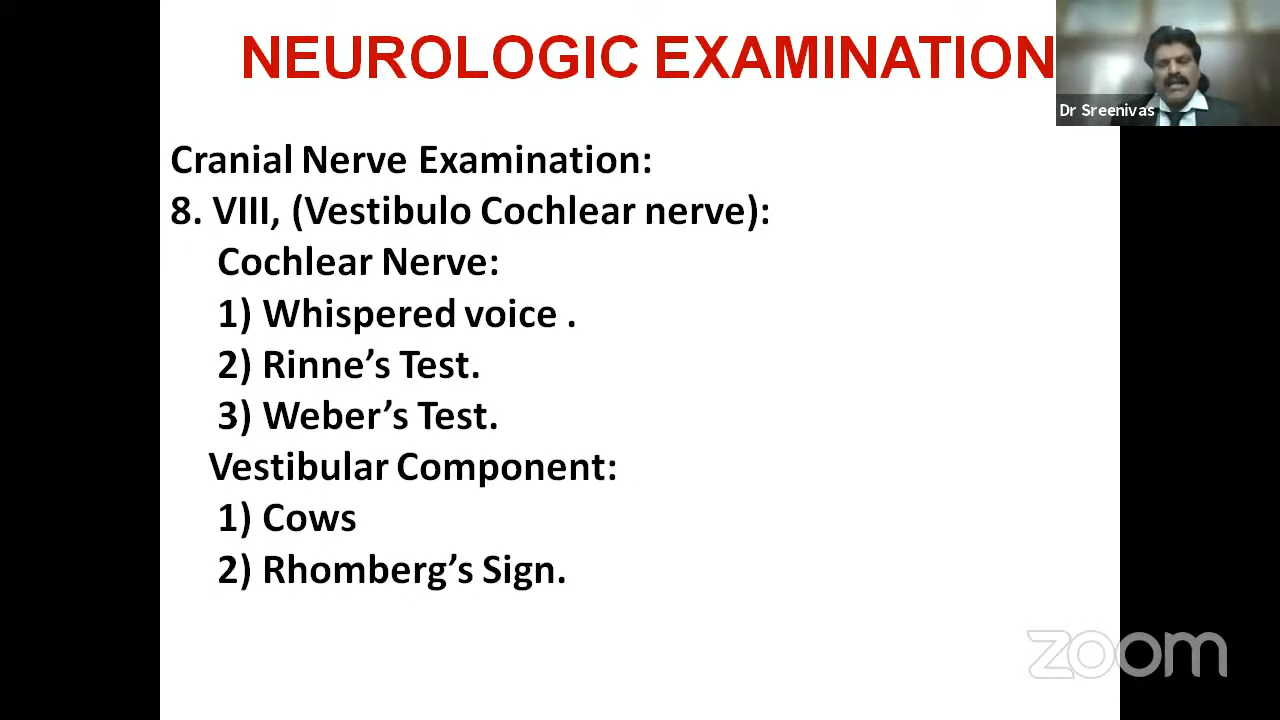 NEUROLOGIC EXAMINATION
Dr Sreenivas
Cranial Nerve Examination:
8. VIII, (Vestibulo Cochlear nerve):
Cochlear Nerve:
1) Whispered voice .
2) Rinne’s Test.
3) Weber’s Test.
Vestibular Component:
1) Cows
2) Rhomberg’s Sign.
zoom